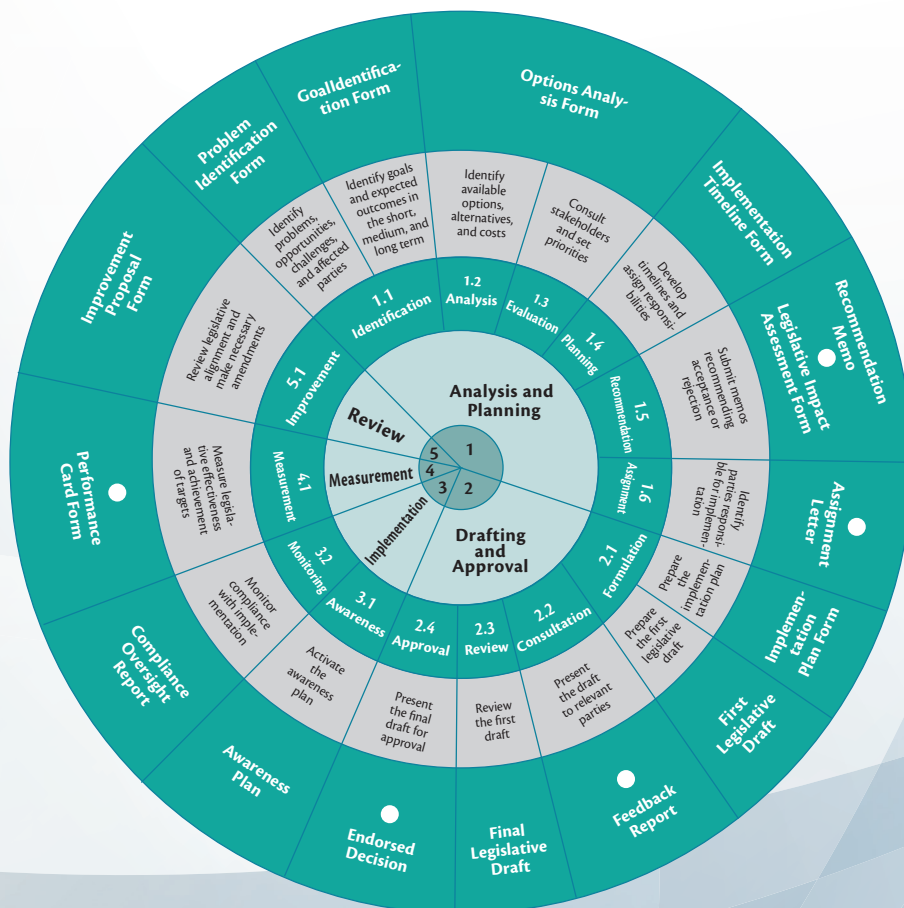 GoalIdentifica-
tion Form
Options Analy-
sis Form
Implementation
Timeline Form
Recommendation
Memo
Legislative Impact
Assessment Form
Assignment
Letter
Implemen-
tation
Plan Form
First
Legislative
Draft
Feedback
Report
Final
Legislative
Draft
Endorsed
Decision
Awareness
Plan
Compliance
Oversight
Report
Performance
Card Form
Improvement
Proposal
Form
Problem
Identification
Form
Identify
problems,
opportunities,
challenges,
and affected
parties
Identify goals
and expected
outcomes in
the short,
medium, and
long term
Identify
available
options,
alternatives,
and costs
Consult
stakeholders
and set
priorities
Develop
timelines and
assign responsi-
bilities
Submit memos
recommending
acceptance or
rejection
Identify
parties responsi-
ble for implemen-
tation
Prepare
the
implemen-
tation plan
Prepare
the first
legislative
draft
Present
the draft
to relevant
parties
Review
the first
draft
Present
the final
draft for
approval
Activate
the
awareness
plan
Monitor
compliance
with imple-
mentation
Measure legisla-
tive effectiveness
and achievement
of targets
Review legislative
alignment and
make necessary
amendments
1.1
Identification
1.2
Analysis
1.3
Evaluation
1.4
Planning
1.5
Recommendation
1.6
Assignment
2.1
Formulation
2.2
Consultation
2.3
Review
2.4
Approval
3.1
Awareness
3.2
Monitoring
4.1
Measurement
5.1
Improvement
Analysis and
Planning
Drafting
and
Approval
Implementation
Measurement
Review
1
2
3
4
5